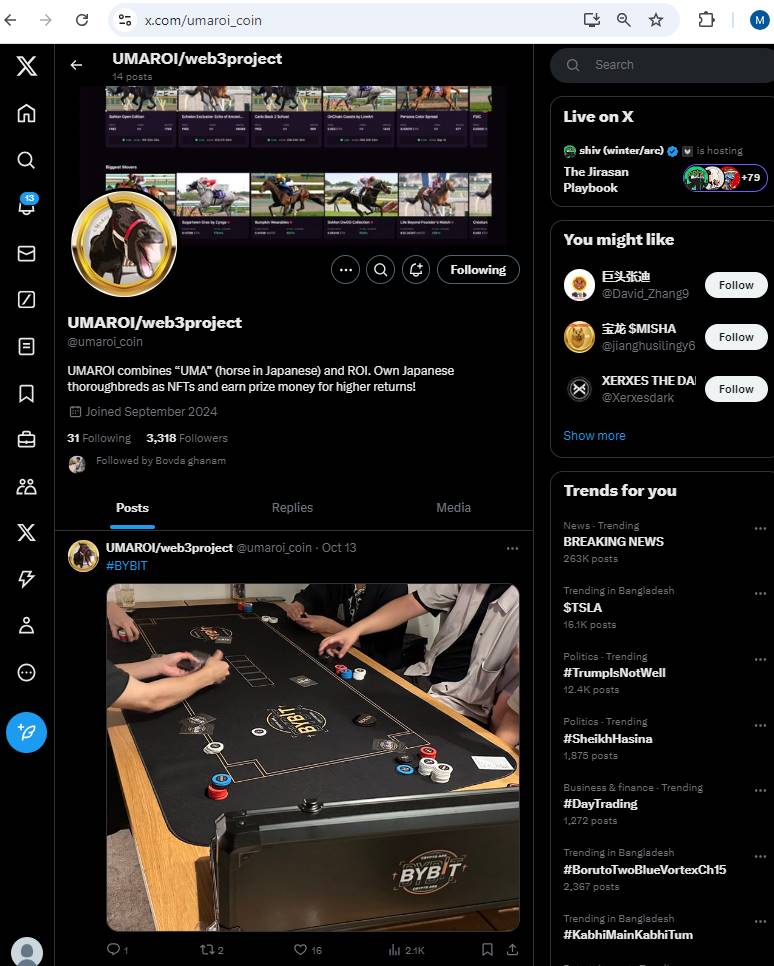 x.com/umaroi_coin
M
UMAROI/web3project
14 posts
Biggest Movers
Following
UMAROI/web3project
@umaroi_coin
UMAROI combines “UMA” (horse in Japanese) and ROI. Own Japanese
thoroughbreds as NFTs and earn prize money for higher returns!
Joined September 2024
31 Following 3,318 Followers
Followed by Bovda ghanam
Posts Replies Media
UMAROI/web3project @umaroi_coin · Oct 13
#BYBIT
BYBIT
CRYPTO ARK
BYBIT
1 2 16 2.1K
13
Search
Live on X
shiv (winter/arc) is hosting
The Jirasan
Playbook
+79
You might like
巨头张迪
@David_Zhang9
Follow
宝龙 $MISHA
@jianghusilingy6
Follow
XERXES THE DA
@Xerxesdark
Follow
Show more
Trends for you
News · Trending
BREAKING NEWS
263K posts
Trending in Bangladesh
$TSLA
16.1K posts
Politics · Trending
#TrumpIsNotWell
12.4K posts
Politics · Trending
#SheikhHasina
1,875 posts
Business & finance · Trending
#DayTrading
1,272 posts
Trending in Bangladesh
#BorutoTwoBlueVortexCh15
2,367 posts
Trending in Bangladesh
#KabhiMainKabhiTum